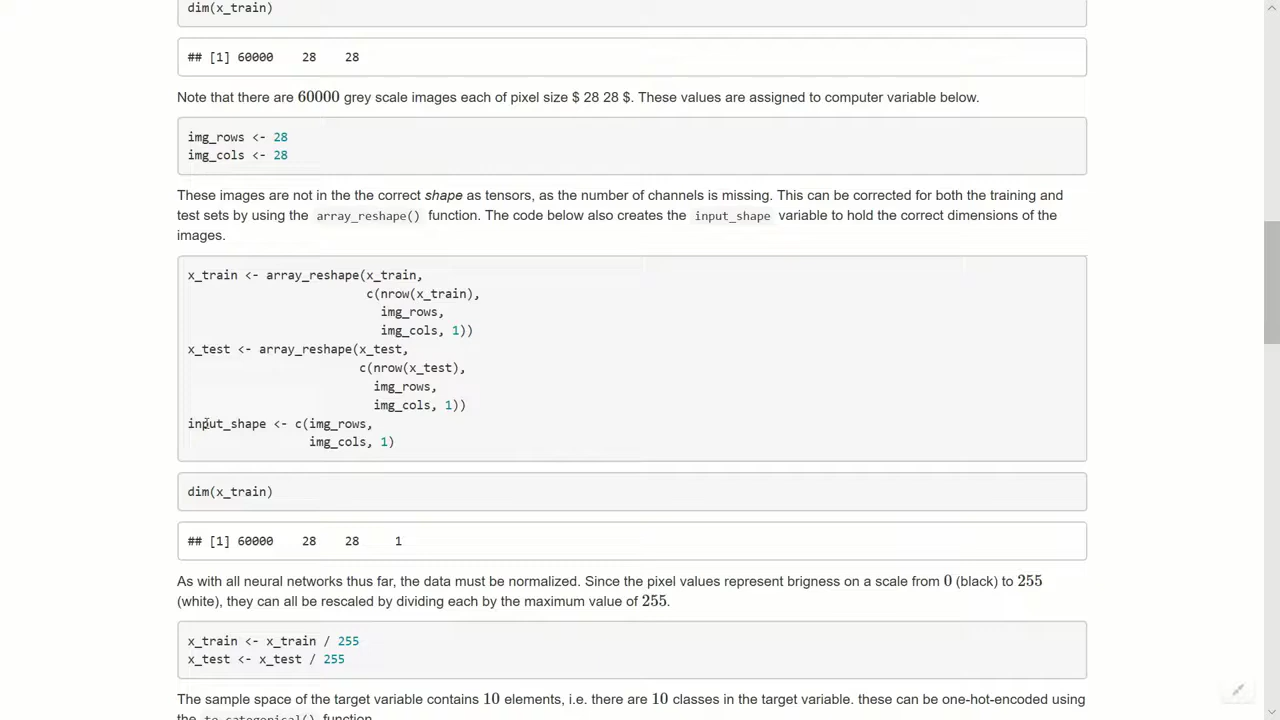 dim(x_train)
## [1] 60000    28    28
Note that there are 60000 grey scale images each of pixel size $ 28 28 $. These values are assigned to computer variable below.
img_rows <- 28
img_cols <- 28
These images are not in the the correct shape as tensors, as the number of channels is missing. This can be corrected for both the training and
test sets by using the array_reshape() function. The code below also creates the input_shape variable to hold the correct dimensions of the
images.
x_train <- array_reshape(x_train,
                         c(nrow(x_train),
                           img_rows,
                           img_cols, 1))
x_test <- array_reshape(x_test,
                        c(nrow(x_test),
                          img_rows,
                          img_cols, 1))
input_shape <- c(img_rows,
                 img_cols, 1)
dim(x_train)
## [1] 60000    28    28     1
As with all neural networks thus far, the data must be normalized. Since the pixel values represent brigness on a scale from 0 (black) to 255
(white), they can all be rescaled by dividing each by the maximum value of 255.
x_train <- x_train / 255
x_test <- x_test / 255
The sample space of the target variable contains 10 elements, i.e. there are 10 classes in the target variable. these can be one-hot-encoded using
the to_categorical() function.